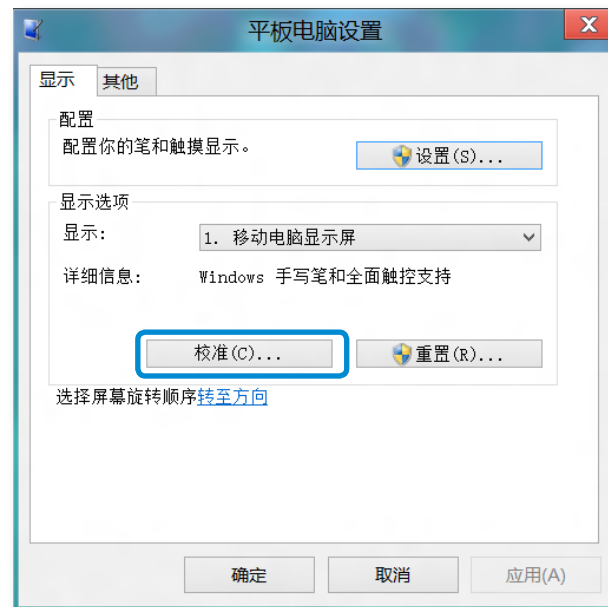 平板电脑设置
显示 其他
配置
配置你的笔和触摸显示。
设置(S)...
显示选项
显示: 1. 移动电脑显示屏
详细信息: Windows 手写笔和全面触控支持
校准(C)... 重置(R)...
选择屏幕旋转顺序转至方向
确定 取消 应用(A)